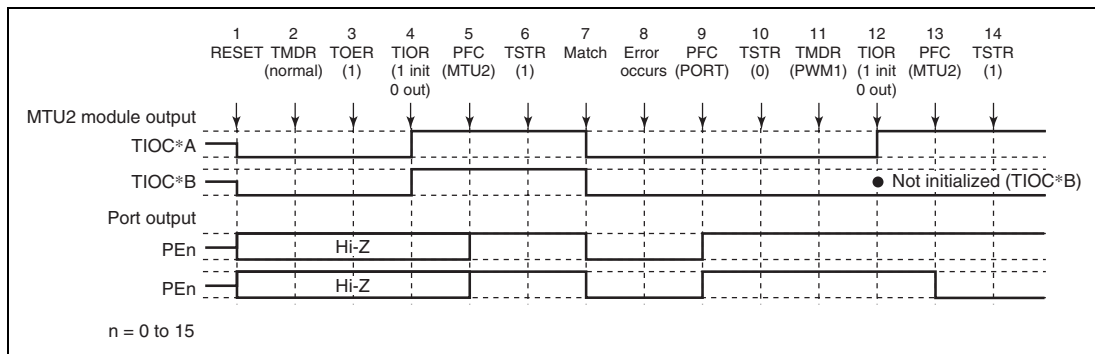 1 2 3 4 5 6 7 8 9 10 11 12 13 14
RESET TMDR TOER TIOR PFC TSTR Match Error PFC TSTR TMDR TIOR PFC TSTR
(normal) (1) (1 init (MTU2) (1) occurs (PORT) (0) (PWM1) (1 init (MTU2) (1)
0 out) 0 out)
MTU2 module output
TIOC*A
TIOC*B
● Not initialized (TIOC*B)
Port output
PEn
Hi-Z
PEn
Hi-Z
n = 0 to 15